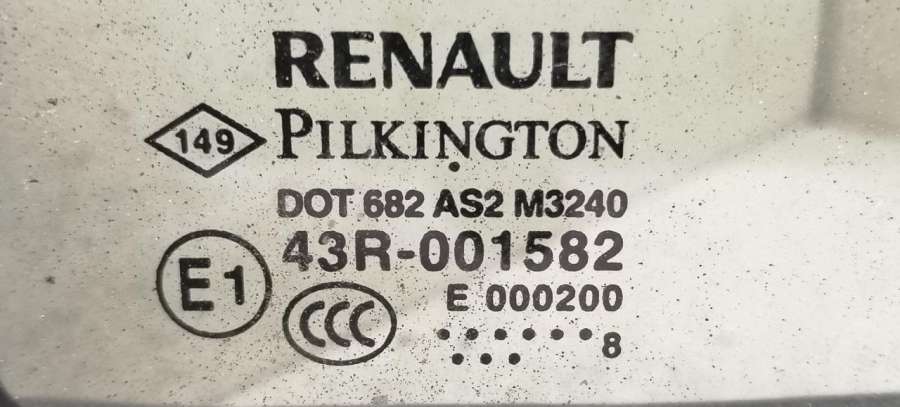 RENAULT
149 PILKINGTON
DOT 682 AS2 M3240
43R-001582
E1
E 000200
CCC
8